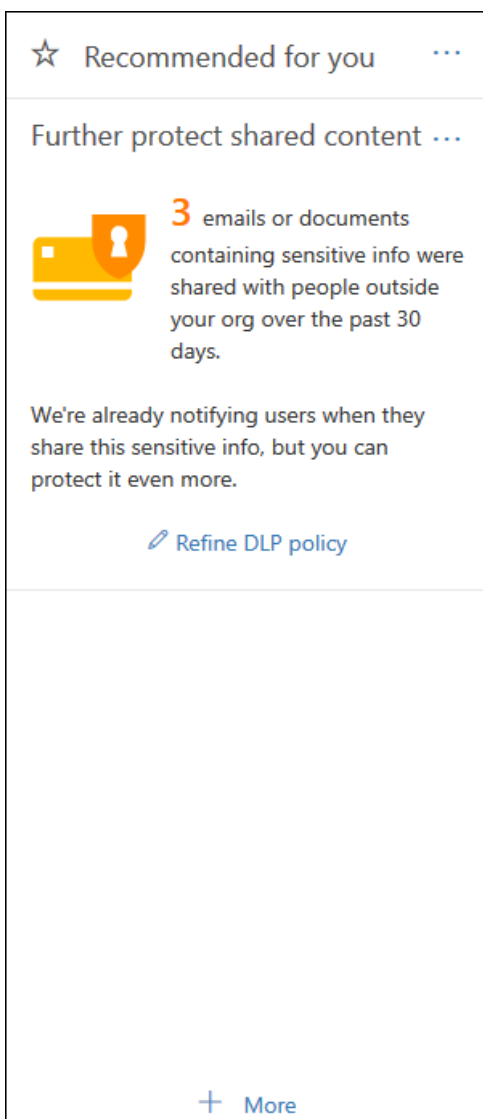 Recommended for you ...
Further protect shared content ...
3 emails or documents
containing sensitive info were
shared with people outside
your org over the past 30
days.
We're already notifying users when they
share this sensitive info, but you can
protect it even more.
Refine DLP policy
+ More